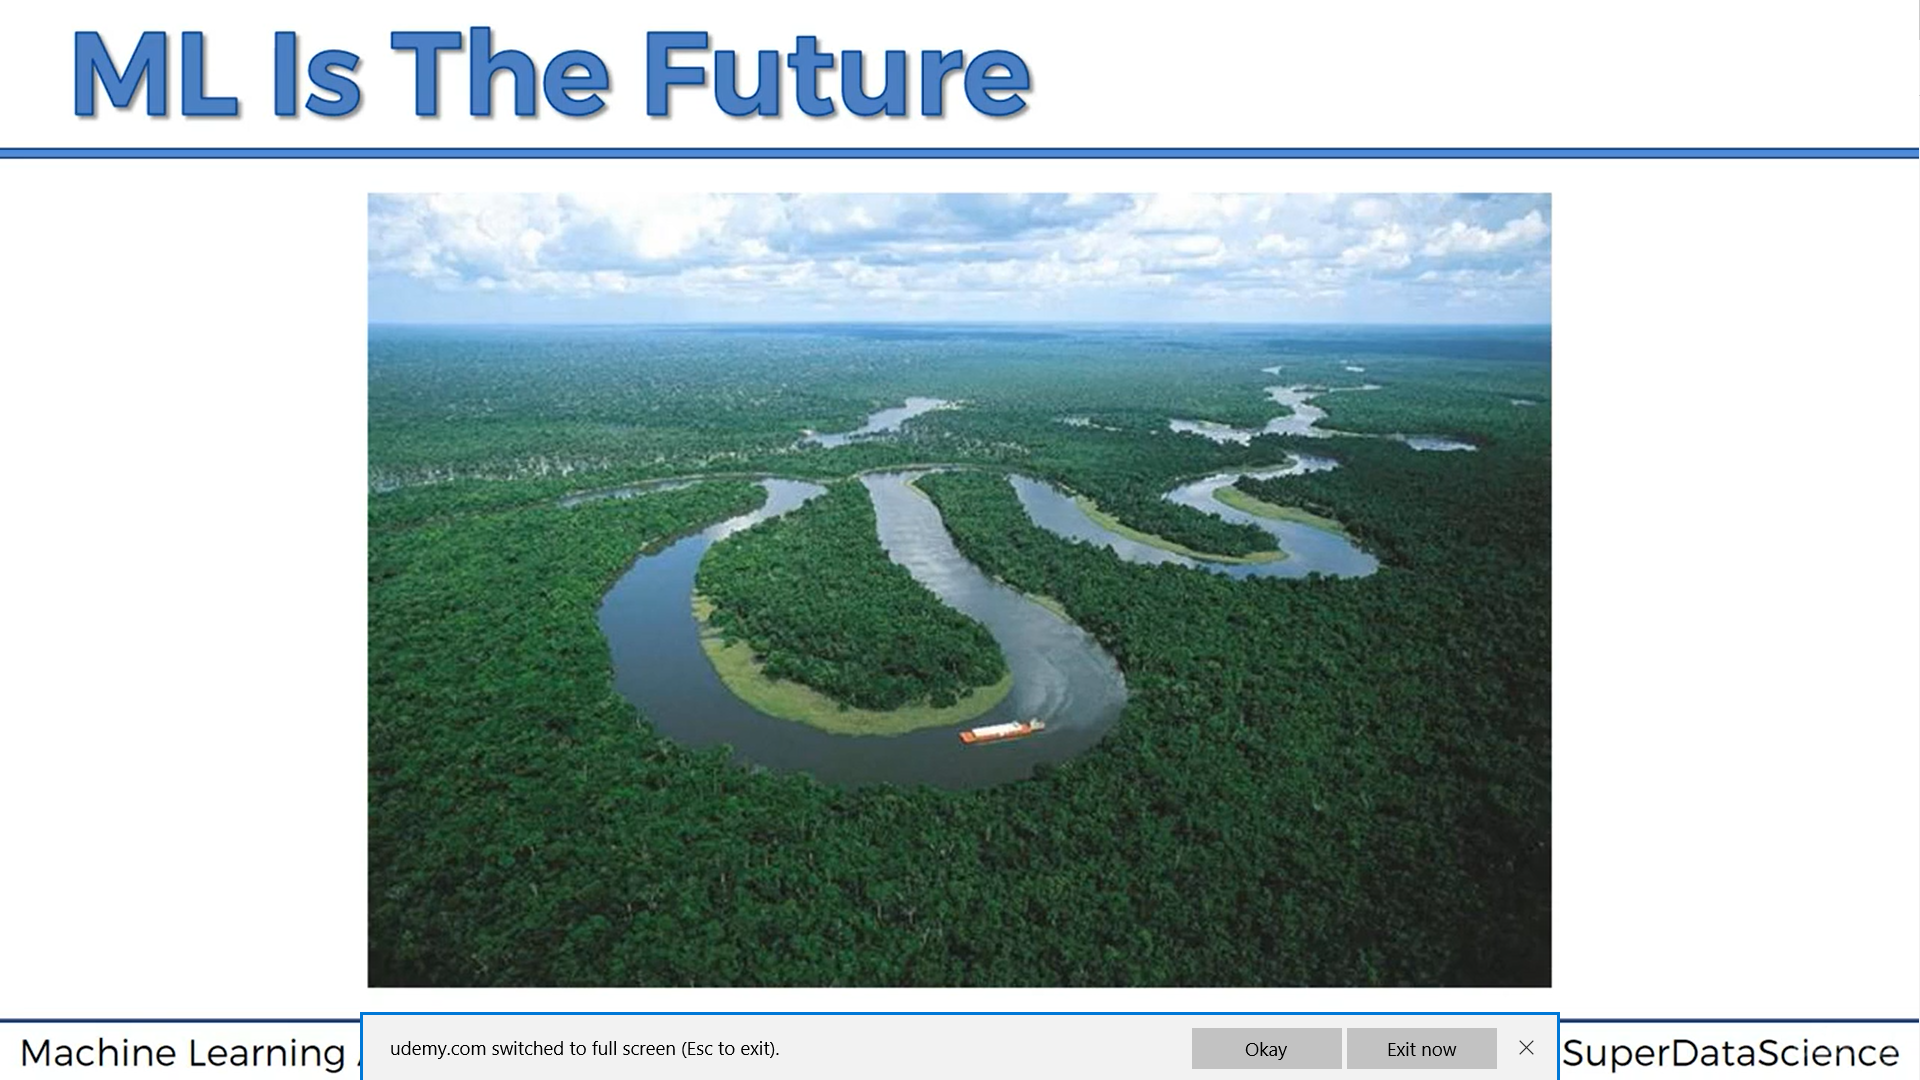 ML Is The Future
Machine Learning
udemy.com switched to full screen (Esc to exit).
Okay
Exit now
SuperDataScience